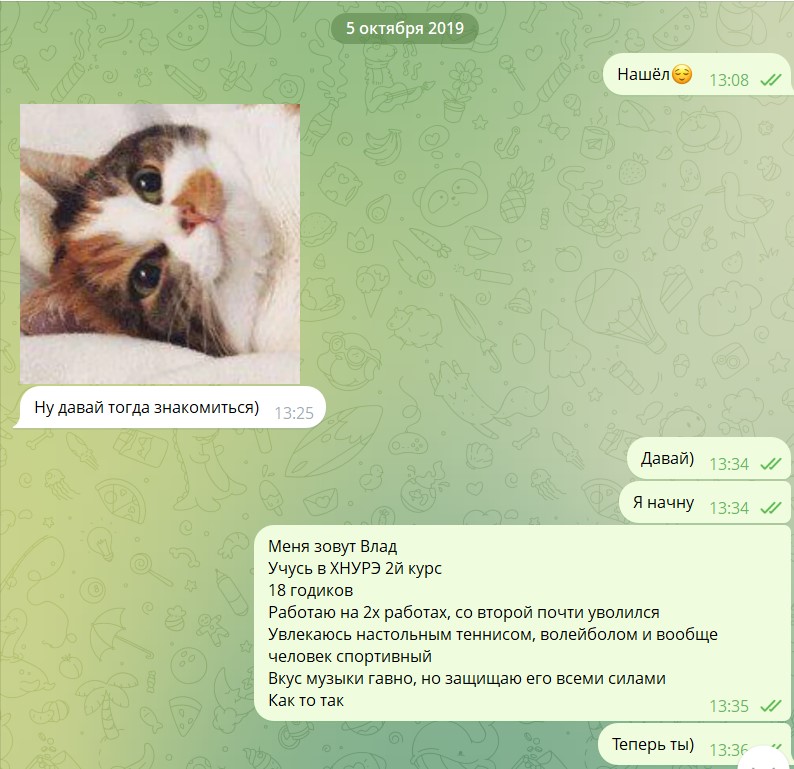 5 октября 2019
Нашёл😌 13:08
Ну давай тогда знакомиться) 13:25
Давай) 13:34
Я начну 13:34
Меня зовут Влад
Учусь в ХНУРЭ 2й курс
18 годиков
Работаю на 2х работах, со второй почти уволился
Увлекаюсь настольным теннисом, волейболом и вообще
человек спортивный
Вкус музыки гавно, но защищаю его всеми силами
Как то так 13:35
Теперь ты) 13:36